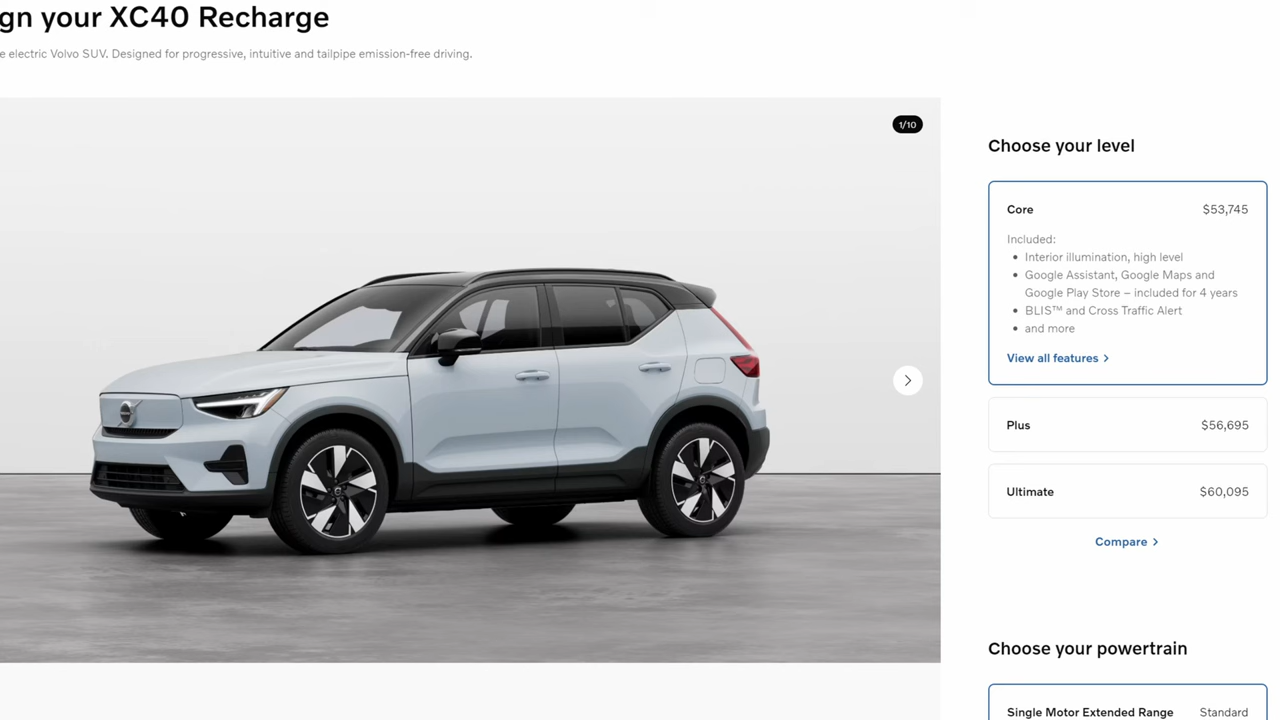 gn your XC40 Recharge
e electric Volvo SUV. Designed for progressive, intuitive and tailpipe emission-free driving.
1/10
Choose your level
Core $53,745
Included:
• Interior illumination, high level
• Google Assistant, Google Maps and
Google Play Store – included for 4 years
• BLIS™ and Cross Traffic Alert
• and more
View all features >
Plus $56,695
Ultimate $60,095
Compare >
Choose your powertrain
Single Motor Extended Range Standard